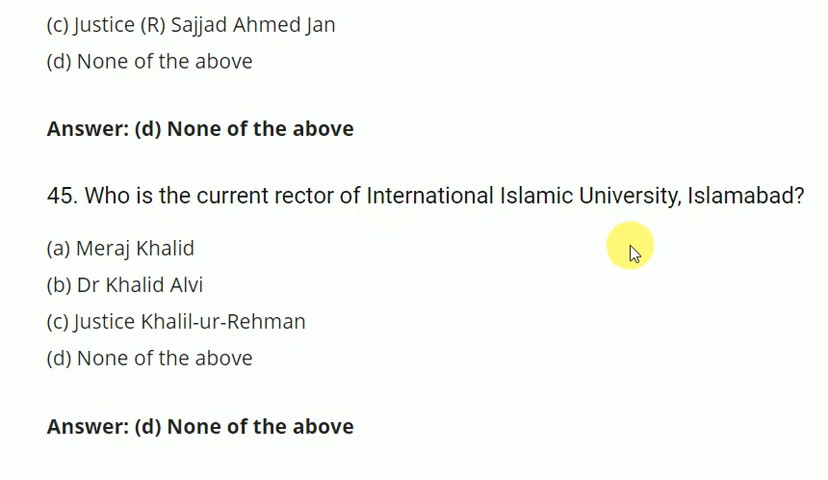 (c) Justice (R) Sajjad Ahmed Jan
(d) None of the above
Answer: (d) None of the above
45. Who is the current rector of International Islamic University, Islamabad?
(a) Meraj Khalid
(b) Dr Khalid Alvi
(c) Justice Khalil-ur-Rehman
(d) None of the above
Answer: (d) None of the above